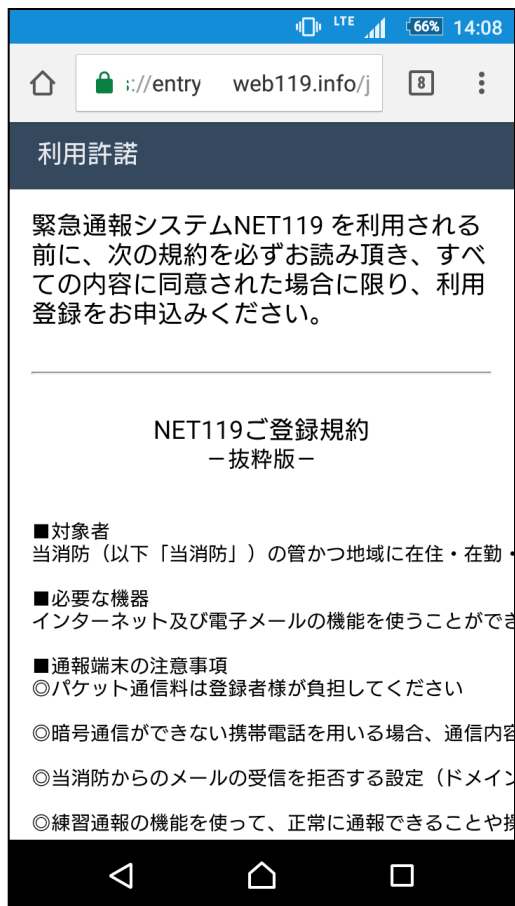 LTE 66% 14:08
s://entry web119.info/j 8
利用許諾
緊急通報システムNET119 を利用される
前に、次の規約を必ずお読み頂き、すべ
ての内容に同意された場合に限り、利用
登録をお申込みください。
NET119ご登録規約
－抜粋版－
■対象者
当消防（以下「当消防」）の管かつ地域に在住・在勤・
■必要な機器
インターネット及び電子メールの機能を使うことができ
■通報端末の注意事項
◎パケット通信料は登録者様が負担してください
◎暗号通信ができない携帯電話を用いる場合、通信内容
◎当消防からのメールの受信を拒否する設定（ドメイン
◎練習通報の機能を使って、正常に通報できることや操